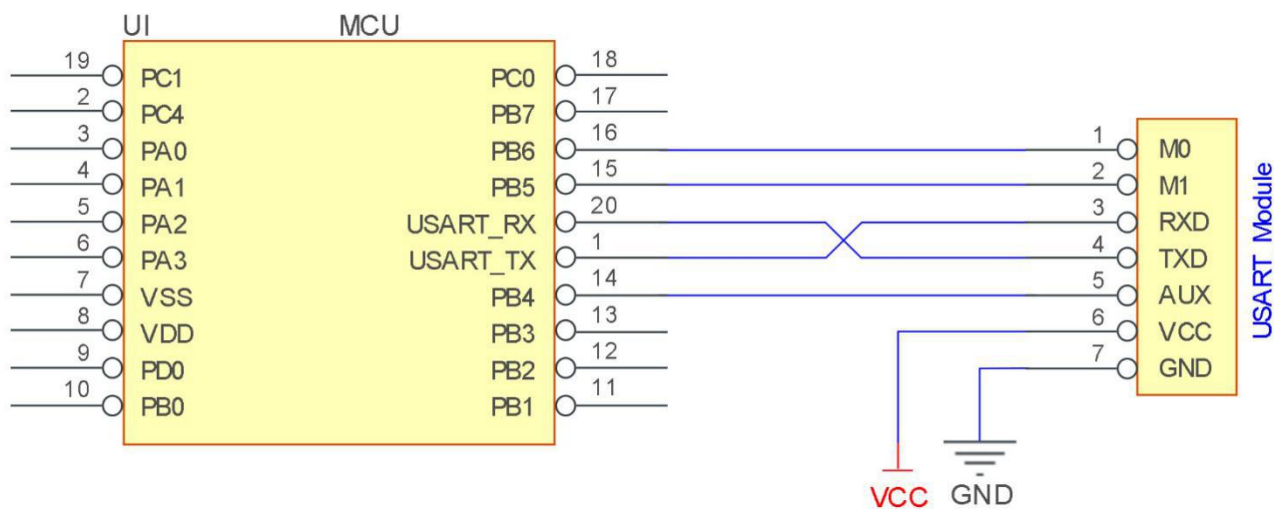 UI MCU
19 PC1 PC0 18
2 PC4 PB7 17
3 PA0 PB6 16 1 M0
4 PA1 PB5 15 2 M1
5 PA2 USART_RX 20 3 RXD
6 PA3 USART_TX 1 4 TXD
7 VSS PB4 14 5 AUX
8 VDD PB3 13 6 VCC
9 PD0 PB2 12 7 GND
10 PB0 PB1 11
USART Module
VCC GND